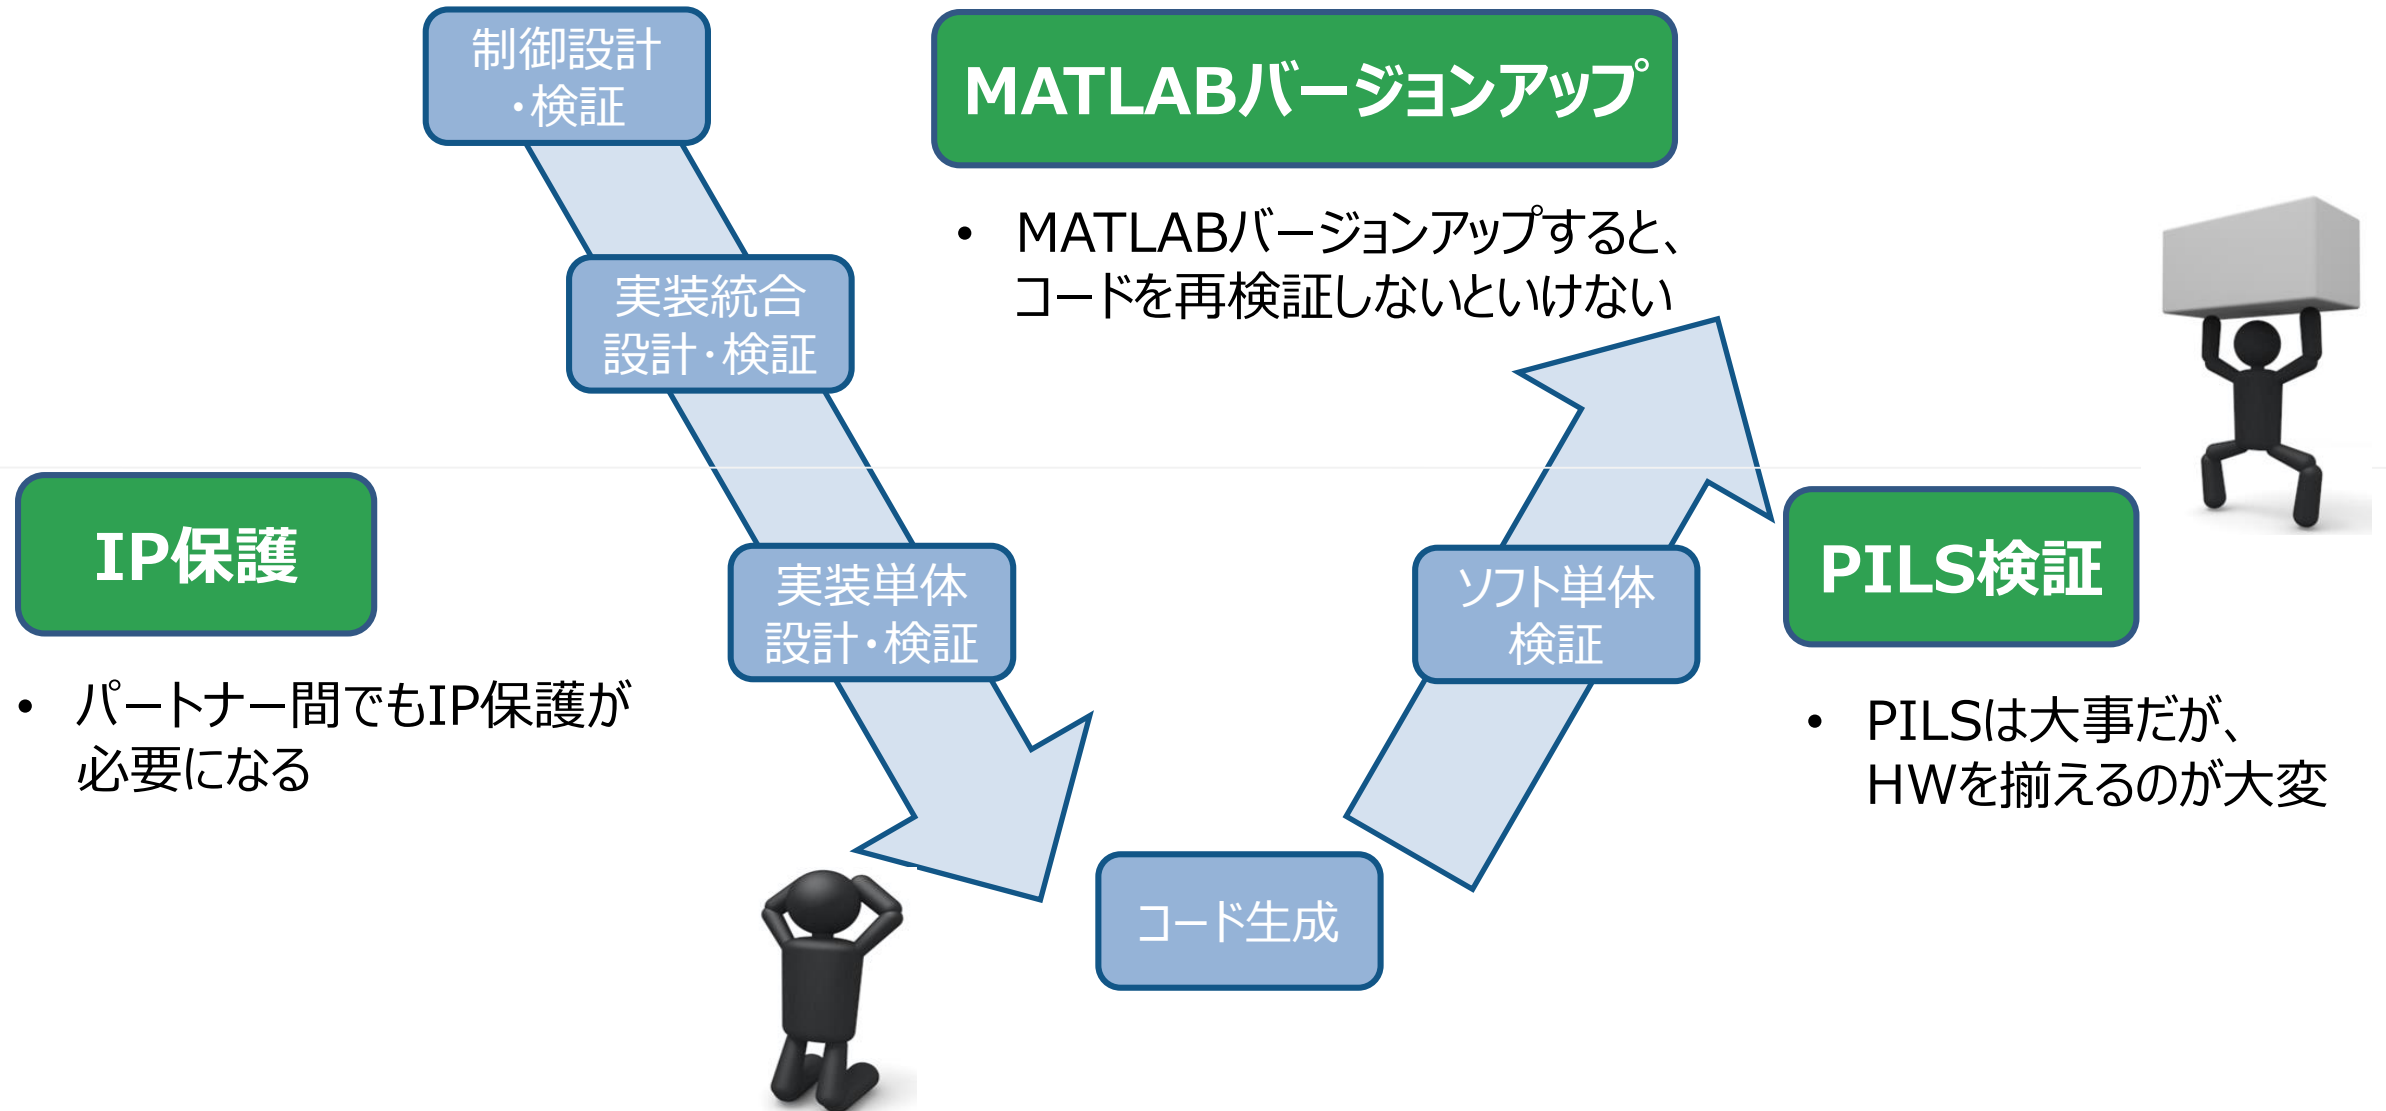 制御設計
・検証
MATLABバージョンアップ
• MATLABバージョンアップすると、
コードを再検証しないといけない
実装統合
設計・検証
IP保護
• パートナー間でもIP保護が
必要になる
実装単体
設計・検証
ソフト単体
検証
PILS検証
• PILSは大事だが、
HWを揃えるのが大変
コード生成